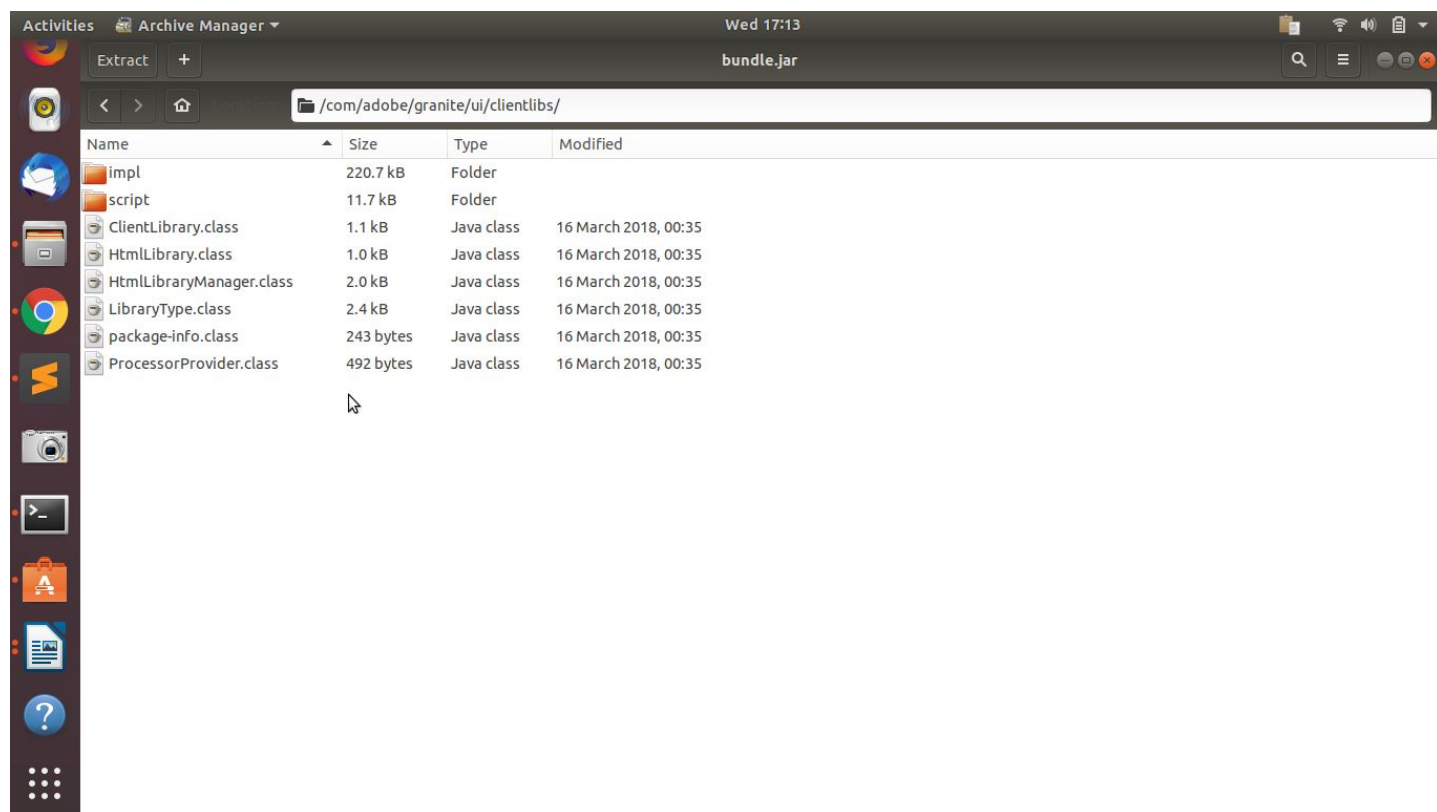 Activities Archive Manager Wed 17:13
Extract + bundle.jar
Location: /com/adobe/granite/ui/clientlibs/
Name Size Type Modified
impl 220.7 kB Folder
script 11.7 kB Folder
ClientLibrary.class 1.1 kB Java class 16 March 2018, 00:35
HtmlLibrary.class 1.0 kB Java class 16 March 2018, 00:35
HtmlLibraryManager.class 2.0 kB Java class 16 March 2018, 00:35
LibraryType.class 2.4 kB Java class 16 March 2018, 00:35
package-info.class 243 bytes Java class 16 March 2018, 00:35
ProcessorProvider.class 492 bytes Java class 16 March 2018, 00:35